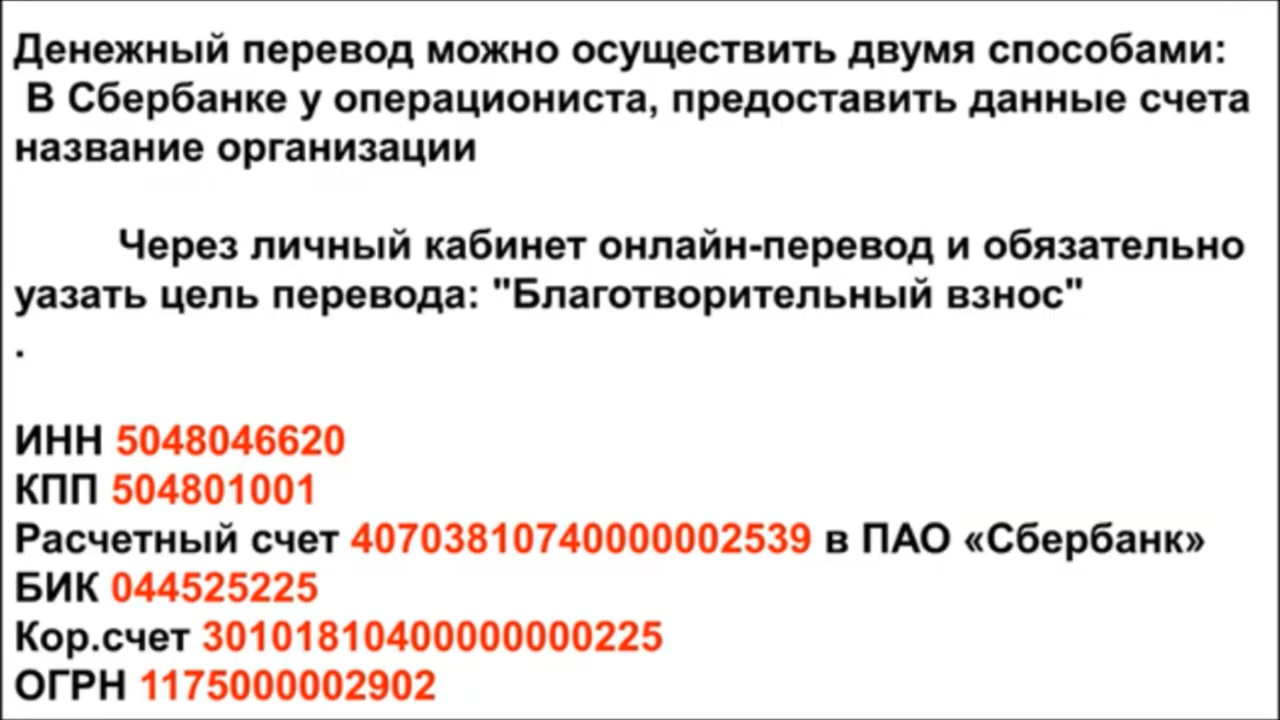 Денежный перевод можно осуществить двумя способами:
В Сбербанке у операциониста, предоставить данные счета
название организации
Через личный кабинет онлайн-перевод и обязательно
уазать цель перевода: "Благотворительный взнос"
.
ИНН 5048046620
КПП 504801001
Расчетный счет 40703810740000002539 в ПАО «Сбербанк»
БИК 044525225
Кор.счет 30101810400000000225
ОГРН 1175000002902